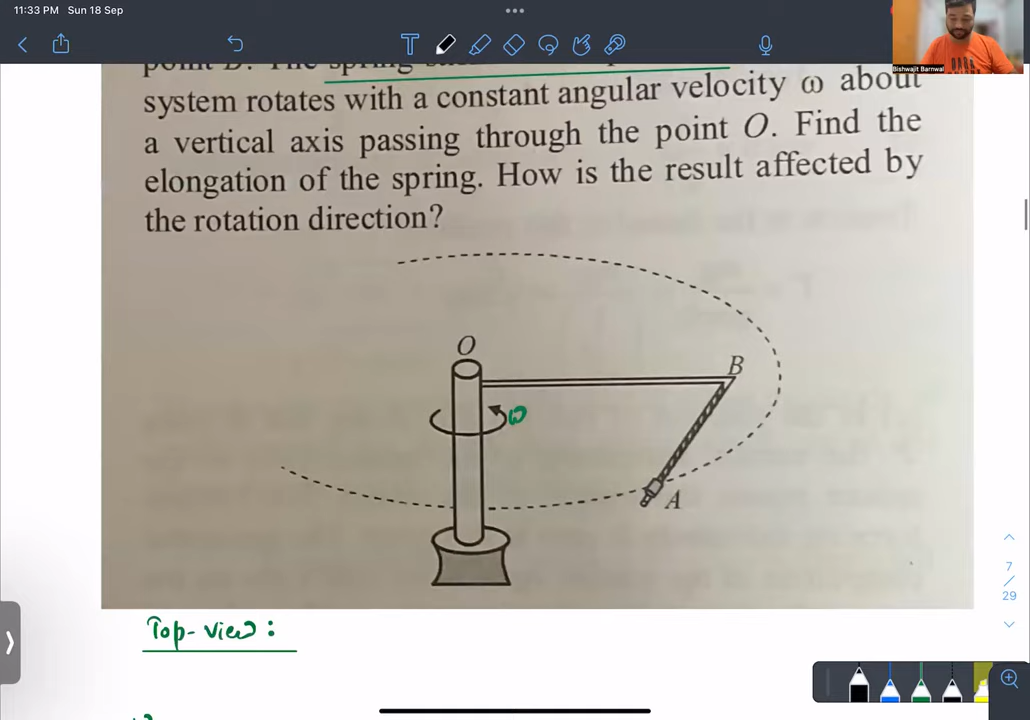 11:33 PM Sun 18 Sep
Bishwajit Barnwal
system rotates with a constant angular velocity ω about
a vertical axis passing through the point O. Find the
elongation of the spring. How is the result affected by
the rotation direction?
O
B
ω
A
7
/
29
Top-view: